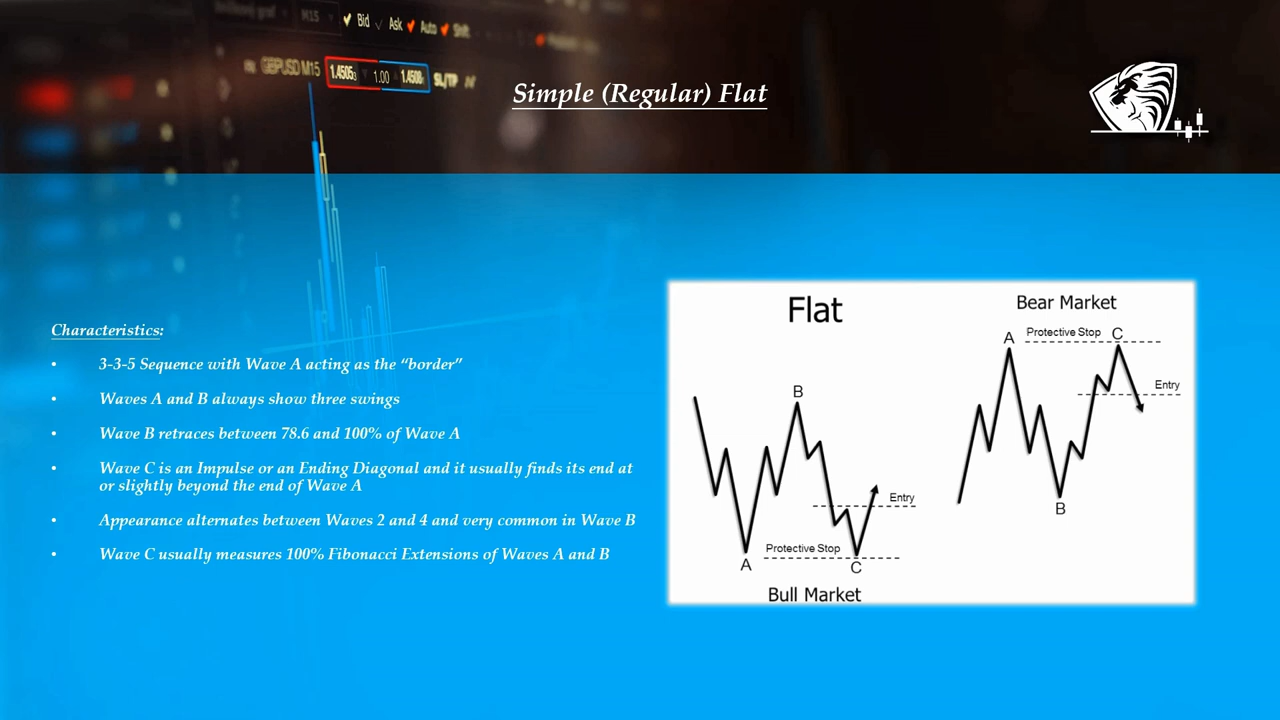 M15 Bid Ask Auto Shift
GBPUSD M15 1.4505 1.00 1.4508 SL/TP
Simple (Regular) Flat
Characteristics:
• 3-3-5 Sequence with Wave A acting as the “border”
• Waves A and B always show three swings
• Wave B retraces between 78.6 and 100% of Wave A
• Wave C is an Impulse or an Ending Diagonal and it usually finds its end at
or slightly beyond the end of Wave A
• Appearance alternates between Waves 2 and 4 and very common in Wave B
• Wave C usually measures 100% Fibonacci Extensions of Waves A and B
Flat
B
Entry
Protective Stop
A
C
Bull Market
Bear Market
A
Protective Stop
C
Entry
B